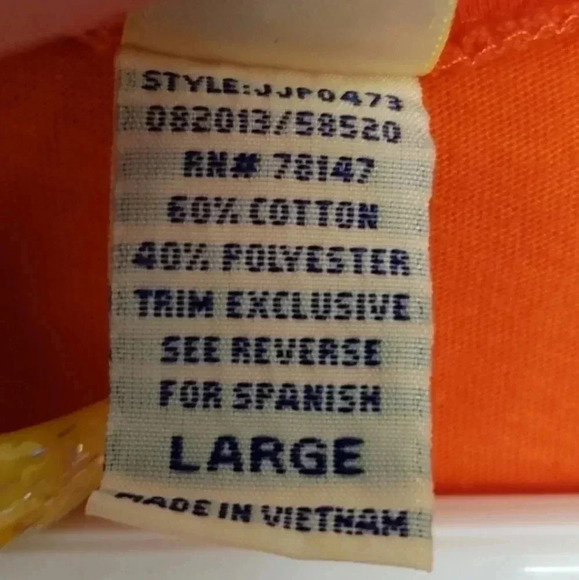 STYLE:JJP0473
082013/58520
RN# 78147
60% COTTON
40% POLYESTER
TRIM EXCLUSIVE
SEE REVERSE
FOR SPANISH
LARGE
MADE IN VIETNAM